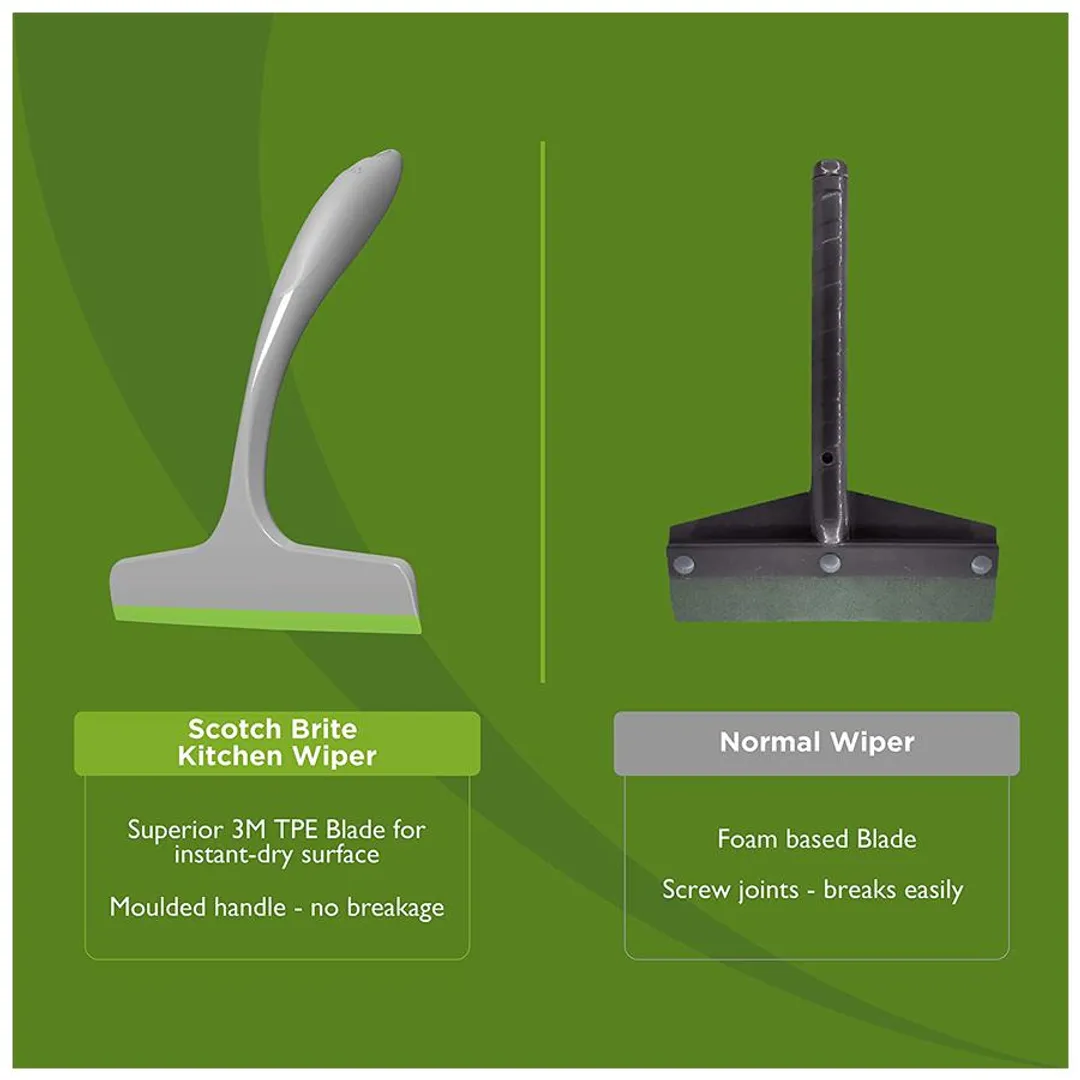 Scotch Brite
Kitchen Wiper
Superior 3M TPE Blade for
instant-dry surface
Moulded handle - no breakage
Normal Wiper
Foam based Blade
Screw joints - breaks easily